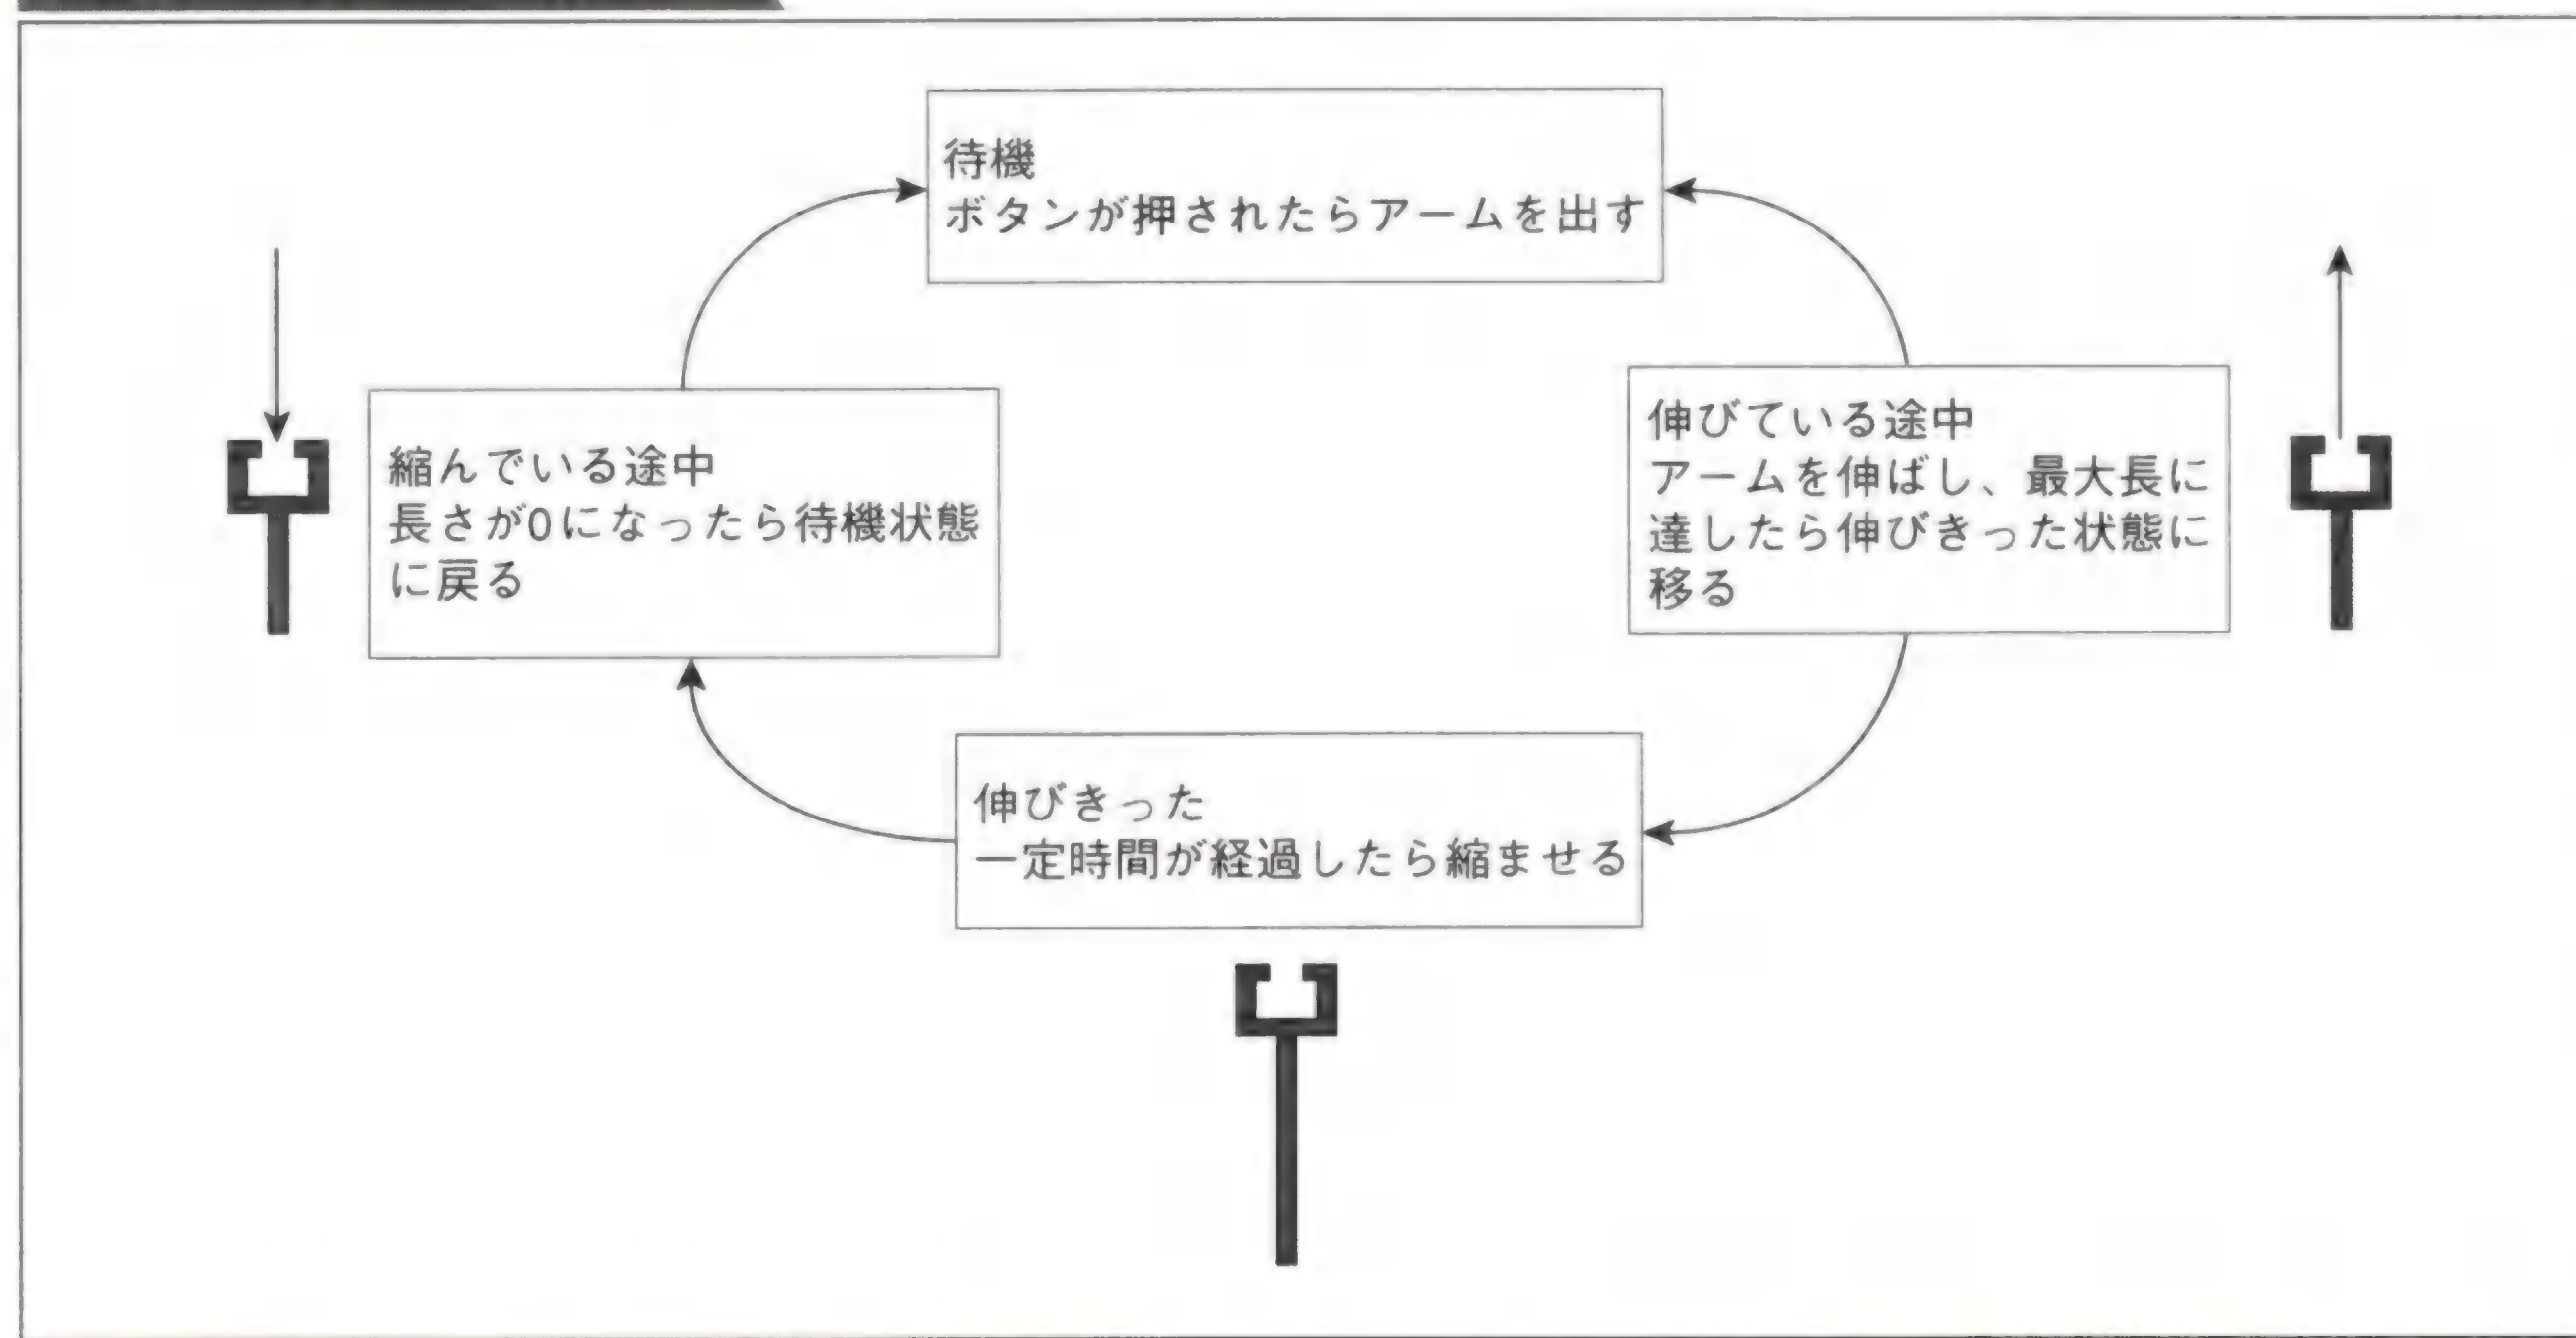 待機
ボタンが押されたらアームを出す
縮んでいる途中
長さが0になったら待機状態
に戻る
伸びている途中
アームを伸ばし、最大長に
達したら伸びきった状態に
移る
伸びきった
一定時間が経過したら縮ませる